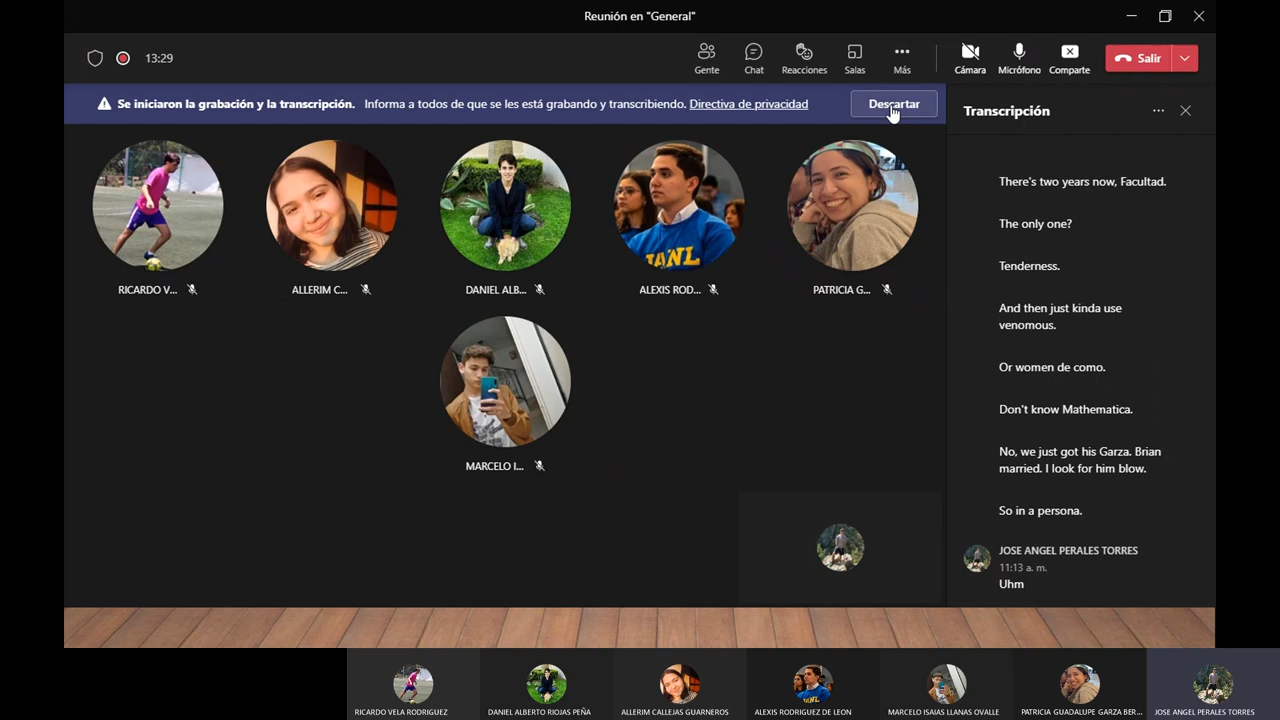 Reunión en "General"
13:29
Gente
Chat
Reacciones
Salas
Más
Cámara
Micrófono
Comparte
Salir
Se iniciaron la grabación y la transcripción. Informa a todos de que se les está grabando y transcribiendo. Directiva de privacidad
Descartar
Transcripción
RICARDO V...
ALLERIM C...
DANIEL ALB...
ALEXIS ROD...
PATRICIA G...
MARCELO I...
There's two years now, Facultad.
The only one?
Tenderness.
And then just kinda use
venomous.
Or women de como.
Don't know Mathematica.
No, we just got his Garza. Brian
married. I look for him blow.
So in a persona.
JOSE ANGEL PERALES TORRES
11:13 a. m.
Uhm
RICARDO VELA RODRIGUEZ
DANIEL ALBERTO RIOJAS PEÑA
ALLERIM CALLEJAS GUARNEROS
ALEXIS RODRIGUEZ DE LEON
MARCELO ISAIAS LLANAS OVALLE
PATRICIA GUADALUPE GARZA BER...
JOSE ANGEL PERALES TORRES